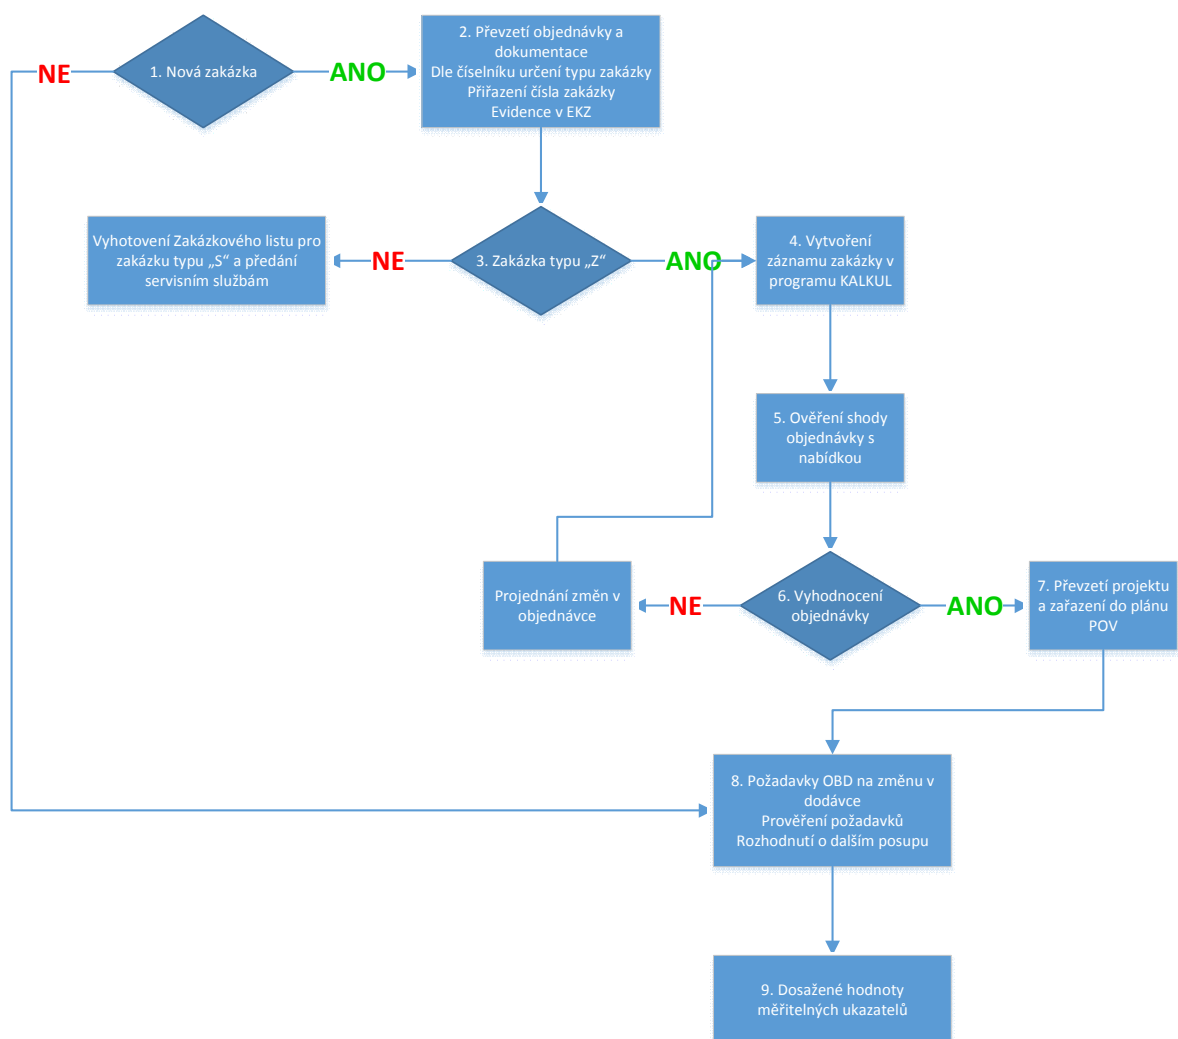 NE
1. Nová zakázka
ANO
2. Převzetí objednávky a
dokumentace
Dle číselníku určení typu zakázky
Přiřazení čísla zakázky
Evidence v EKZ
Vyhotovení Zakázkového listu pro
zakázku typu „S“ a předání
servisním službám
NE
3. Zakázka typu „Z“
ANO
4. Vytvoření
záznamu zakázky v
programu KALKUL
5. Ověření shody
objednávky s
nabídkou
Projednání změn v
objednávce
NE
6. Vyhodnocení
objednávky
ANO
7. Převzetí projektu
a zařazení do plánu
POV
8. Požadavky OBD na změnu v
dodávce
Prověření požadavků
Rozhodnutí o dalším postupu
9. Dosažené hodnoty
měřitelných ukazatelů